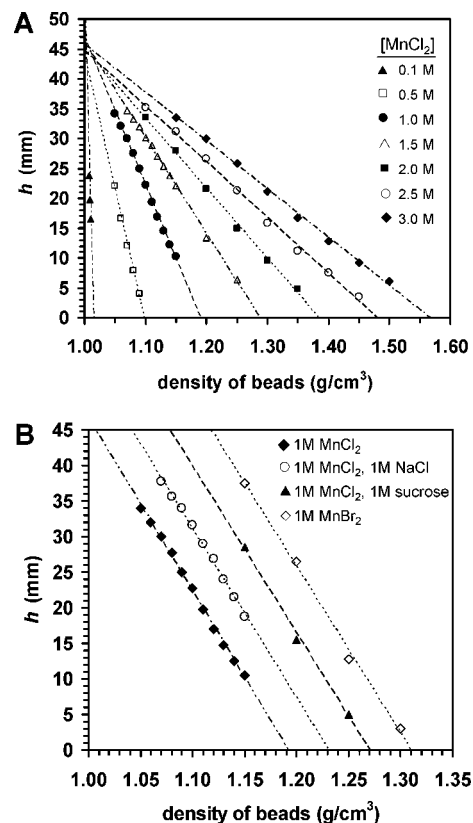 A
h (mm)
50
45
40
35
30
25
20
15
10
5
0
[MnCl₂]
0.1 M
0.5 M
1.0 M
1.5 M
2.0 M
2.5 M
3.0 M
1.00 1.10 1.20 1.30 1.40 1.50 1.60
density of beads (g/cm³)
B
h (mm)
45
40
35
30
25
20
15
10
5
0
1M MnCl₂
1M MnCl₂, 1M NaCl
1M MnCl₂, 1M sucrose
1M MnBr₂
1.00 1.05 1.10 1.15 1.20 1.25 1.30 1.35
density of beads (g/cm³)